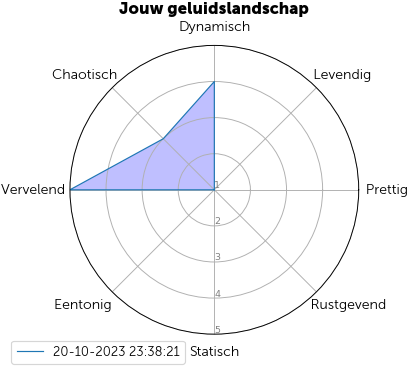 Jouw geluidslandschap
Dynamisch
Chaotisch
Levendig
Vervelend
Prettig
1
2
3
4
5
Eentonig
Rustgevend
20-10-2023 23:38:21
Statisch